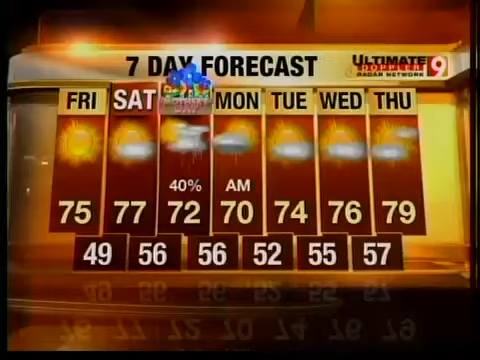 7 DAY FORECAST
ULTIMATE
DOPPLER
RADAR NETWORK
9
FRI SAT MON TUE WED THU
40% AM
75 77 72 70 74 76 79
49 56 56 52 55 57